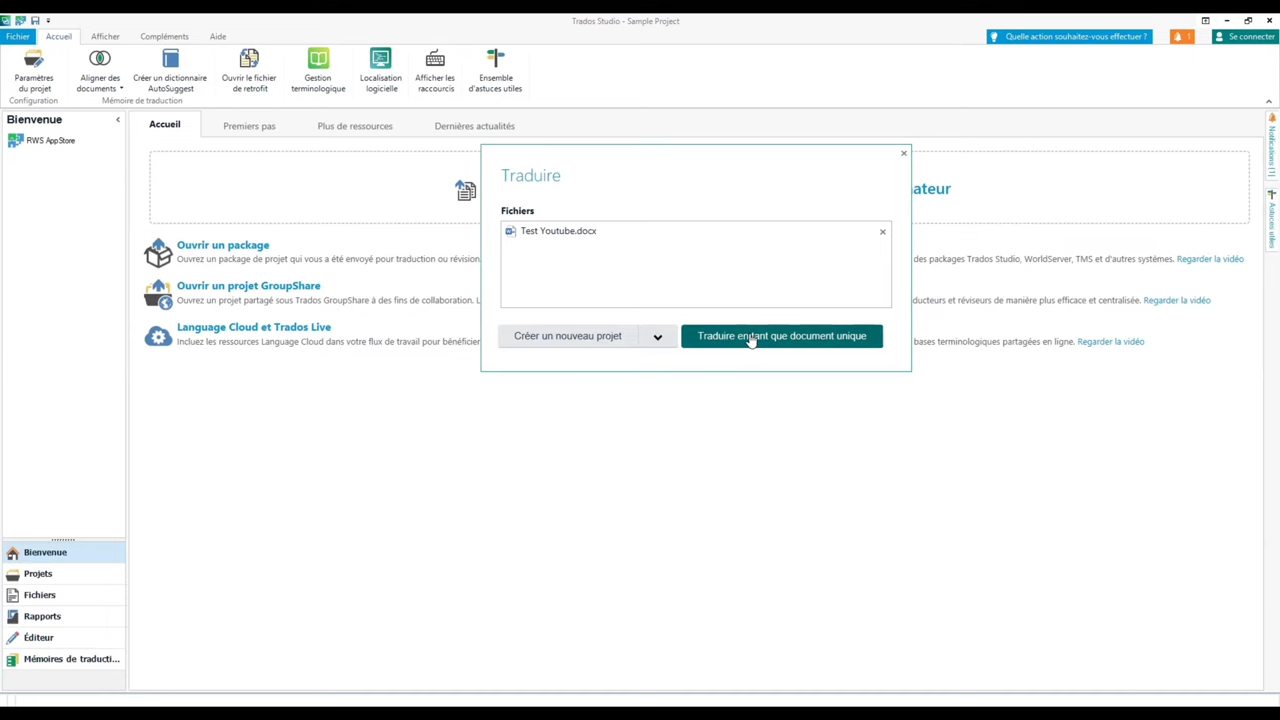 Trados Studio - Sample Project
Fichier Accueil Afficher Compléments Aide
Quelle action souhaitez-vous effectuer ?
1
Se connecter
Paramètres du projet
Aligner des documents
Créer un dictionnaire AutoSuggest
Ouvrir le fichier de retrofit
Gestion terminologique
Localisation logicielle
Afficher les raccourcis
Ensemble d'astuces utiles
Configuration
Mémoire de traduction
Bienvenue
RWS AppStore
Accueil Premiers pas Plus de ressources Dernières actualités
Notifications (1)
Astuces utiles
ateur
Ouvrir un package
Ouvrez un package de projet qui vous a été envoyé pour traduction ou révision.
des packages Trados Studio, WorldServer, TMS et d'autres systèmes. Regarder la vidéo
Ouvrir un projet GroupShare
Ouvrez un projet partagé sous Trados GroupShare à des fins de collaboration. L
ducteurs et réviseurs de manière plus efficace et centralisée. Regarder la vidéo
Language Cloud et Trados Live
Incluez les ressources Language Cloud dans votre flux de travail pour bénéficier
bases terminologiques partagées en ligne. Regarder la vidéo
Traduire
Fichiers
Test Youtube.docx
Créer un nouveau projet
Traduire en tant que document unique
Bienvenue
Projets
Fichiers
Rapports
Éditeur
Mémoires de traducti...